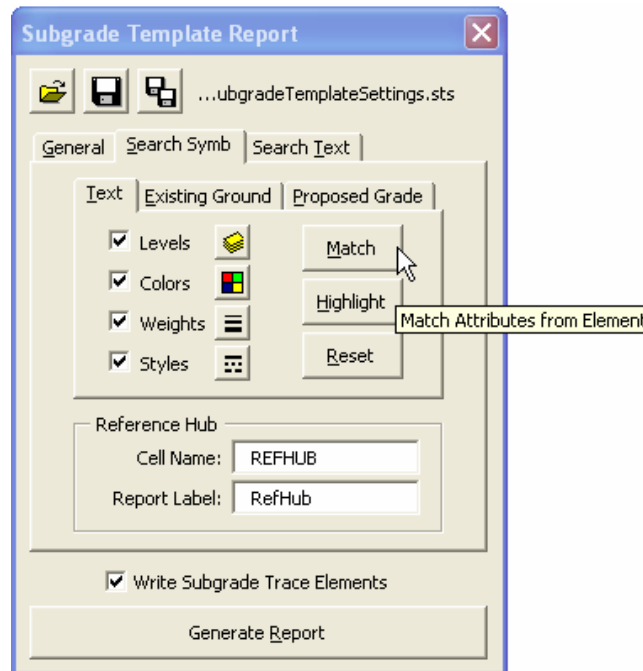 Subgrade Template Report
...ubgradeTemplateSettings.sts
General Search Symb Search Text
Text Existing Ground Proposed Grade
Levels Match
Colors
Highlight
Match Attributes from Element
Weights
Styles Reset
Reference Hub
Cell Name: REFHUB
Report Label: RefHub
Write Subgrade Trace Elements
Generate Report